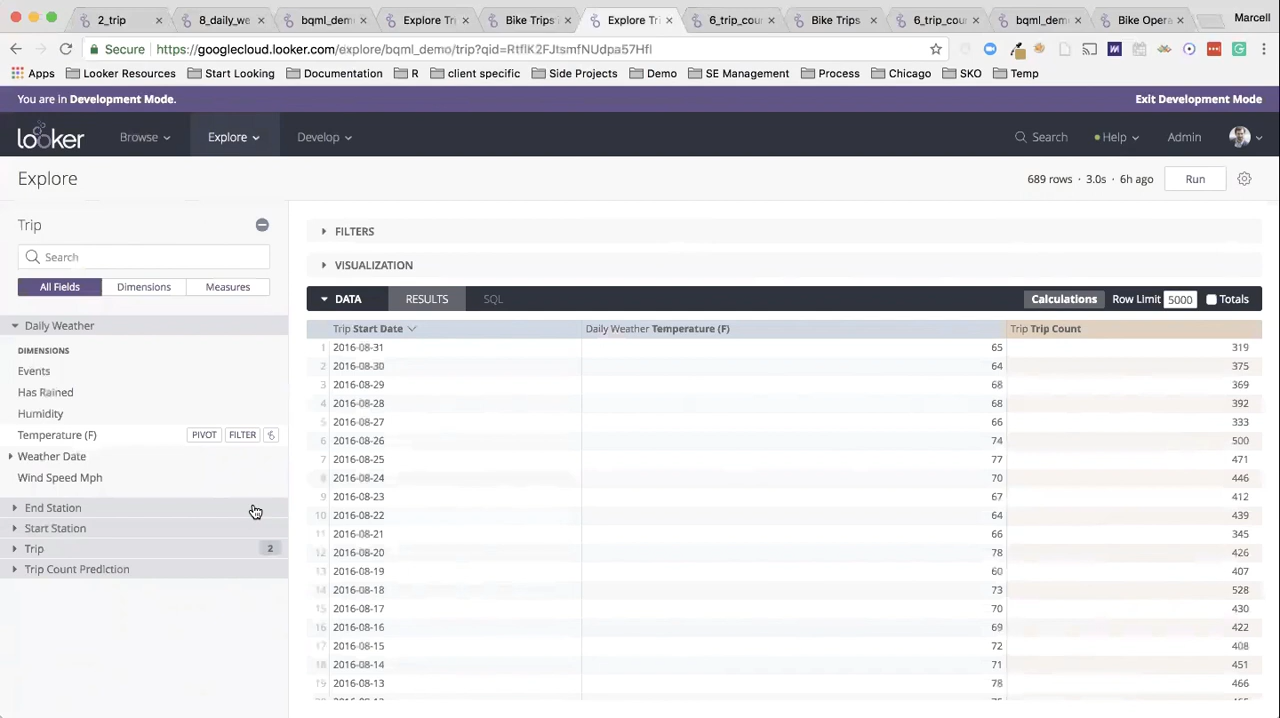 2_trip × 8_daily_we × bqml_dem × Explore Tri × Bike Trips × Explore Tri × 6_trip_cou × Bike Trips × 6_trip_cou × bqml_dem × Bike Opera × Marcell
Secure https://googlecloud.looker.com/explore/bqml_demo/trip?qid=RtflK2FJtsmfNUdpa57Hfl
Apps Looker Resources Start Looking Documentation R client specific Side Projects Demo SE Management Process Chicago SKO Temp
You are in Development Mode. Exit Development Mode
looker Browse Explore Develop Search Help Admin
Explore 689 rows · 3.0s · 6h ago Run
Trip
Search
All Fields Dimensions Measures
Daily Weather
DIMENSIONS
Events
Has Rained
Humidity
Temperature (F) PIVOT FILTER
Weather Date
Wind Speed Mph
End Station
Start Station
Trip 2
Trip Count Prediction
FILTERS
VISUALIZATION
DATA RESULTS SQL Calculations Row Limit 5000 Totals
Trip Start Date Daily Weather Temperature (F) Trip Trip Count
1 2016-08-31 65 319
2 2016-08-30 64 375
3 2016-08-29 68 369
4 2016-08-28 68 392
5 2016-08-27 66 333
6 2016-08-26 74 500
7 2016-08-25 77 471
8 2016-08-24 70 446
9 2016-08-23 67 412
10 2016-08-22 64 439
11 2016-08-21 66 345
12 2016-08-20 78 426
13 2016-08-19 60 407
14 2016-08-18 73 528
15 2016-08-17 70 430
16 2016-08-16 69 422
17 2016-08-15 72 408
18 2016-08-14 71 451
19 2016-08-13 78 466